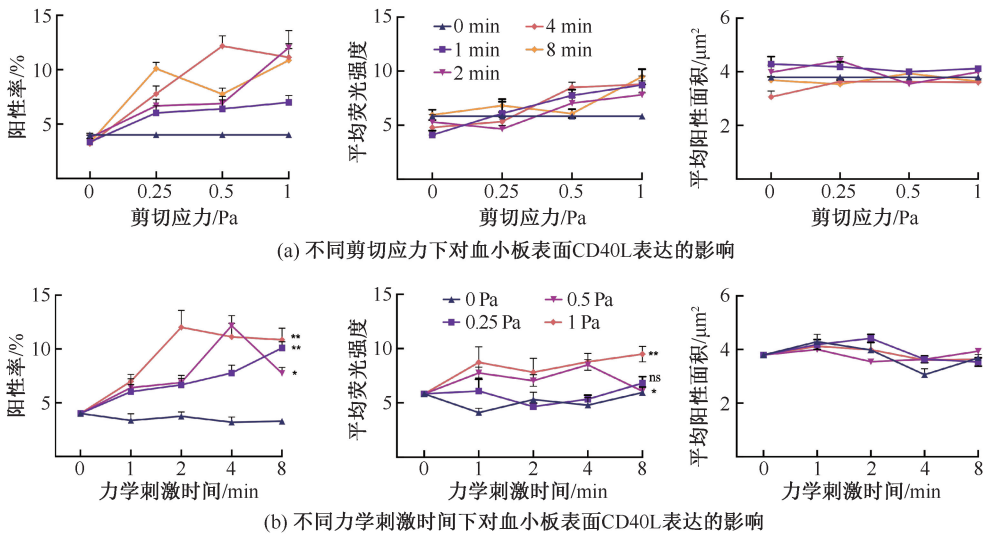 阳性率/%
15
10
5
0
0.25
0.5
1
剪切应力/Pa
平均荧光强度
15
10
5
0 min
1 min
2 min
4 min
8 min
0
0.25
0.5
1
剪切应力/Pa
平均阳性面积/μm²
6
4
2
0
0.25
0.5
1
剪切应力/Pa
(a) 不同剪切应力下对血小板表面CD40L表达的影响
阳性率/%
15
10
5
**
**
*
0
1
2
4
8
力学刺激时间/min
平均荧光强度
15
10
5
0 Pa
0.25 Pa
0.5 Pa
1 Pa
**
ns
*
0
1
2
4
8
力学刺激时间/min
平均阳性面积/μm²
6
4
2
0
1
2
4
8
力学刺激时间/min
(b) 不同力学刺激时间下对血小板表面CD40L表达的影响